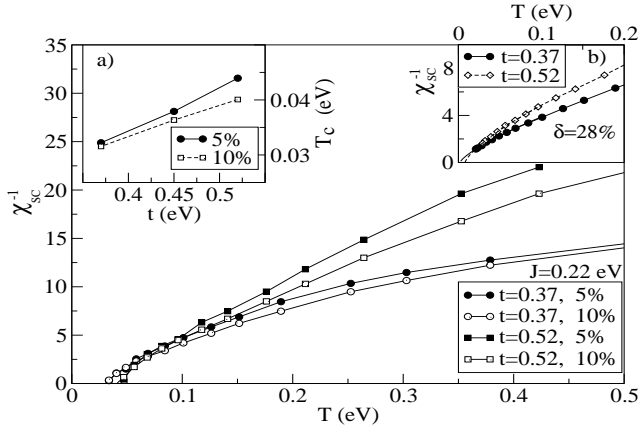 T (eV)
0 0.1 0.2
35
30
25
20
15
10
5
0
χ_sc^-1
a)
5%
10%
0.04
0.03
T_c (eV)
0.4 0.45 0.5
t (eV)
b)
t=0.37
t=0.52
8
4
0
χ_sc^-1
δ=28%
J=0.22 eV
t=0.37, 5%
t=0.37, 10%
t=0.52, 5%
t=0.52, 10%
0 0.1 0.2 0.3 0.4 0.5
T (eV)